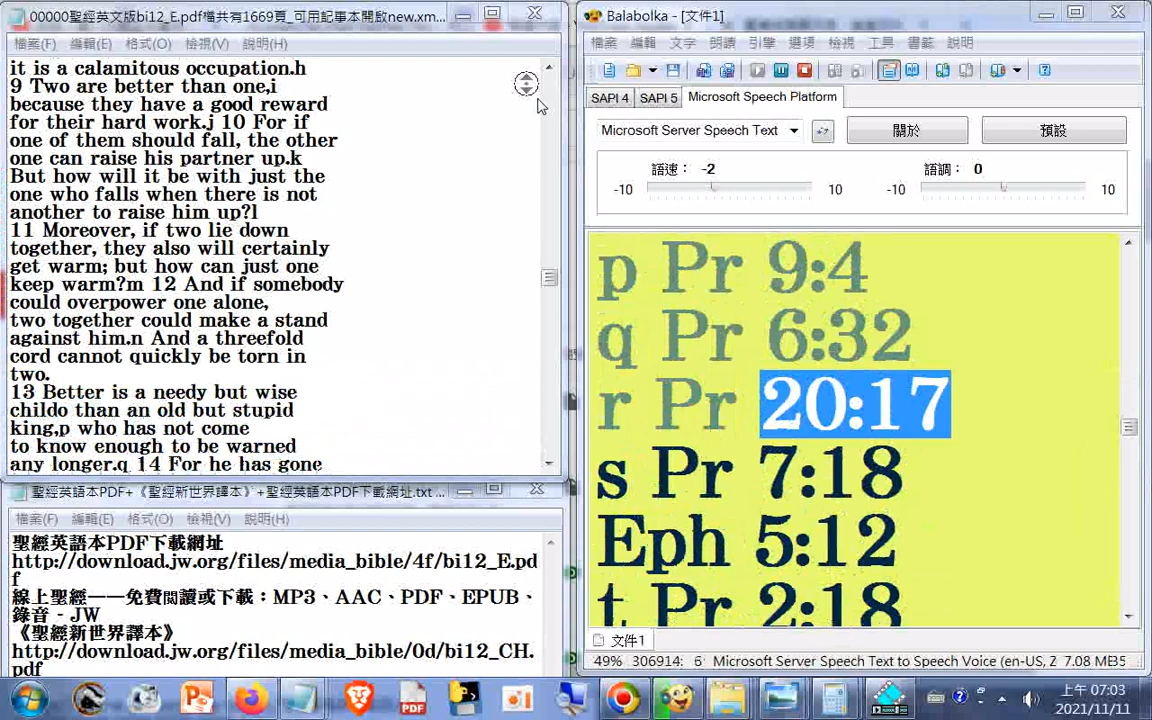 00000聖經英文版bi12_E.pdf檔共有1669頁_可用記事本開啟new.xm...
檔案(F) 編輯(E) 格式(O) 檢視(V) 說明(H)
it is a calamitous occupation.h
9 Two are better than one,i
because they have a good reward
for their hard work.j 10 For if
one of them should fall, the other
one can raise his partner up.k
But how will it be with just the
one who falls when there is not
another to raise him up?l
11 Moreover, if two lie down
together, they also will certainly
get warm; but how can just one
keep warm?m 12 And if somebody
could overpower one alone,
two together could make a stand
against him.n And a threefold
cord cannot quickly be torn in
two.
13 Better is a needy but wise
childo than an old but stupid
king,p who has not come
to know enough to be warned
any longer.q 14 For he has gone
聖經英語本PDF+《聖經新世界譯本》+聖經英語本PDF下載網址.txt ...
檔案(F) 編輯(E) 格式(O) 檢視(V) 說明(H)
聖經英語本PDF下載網址
http://download.jw.org/files/media_bible/4f/bi12_E.pd
f
線上聖經——免費閱讀或下載：MP3、AAC、PDF、EPUB、
錄音 - JW
《聖經新世界譯本》
http://download.jw.org/files/media_bible/0d/bi12_CH.
pdf
Balabolka - [文件1]
檔案 編輯 文字 朗讀 引擎 選項 檢視 工具 書籤 說明
SAPI 4 SAPI 5 Microsoft Speech Platform
Microsoft Server Speech Text 關於 預設
語速： -2 語調： 0
-10 10 -10 10
p Pr 9:4
q Pr 6:32
r Pr 20:17
s Pr 7:18
Eph 5:12
t Pr 2:18
文件1
49% 306914: 6 Microsoft Server Speech Text to Speech Voice (en-US, Z 7.08 MB
上午 07:03
2021/11/11